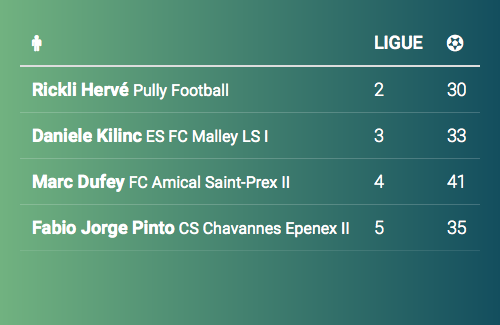 LIGUE
Rickli Hervé Pully Football 2 30
Daniele Kilinc ES FC Malley LS I 3 33
Marc Dufey FC Amical Saint-Prex II 4 41
Fabio Jorge Pinto CS Chavannes Epenex II 5 35